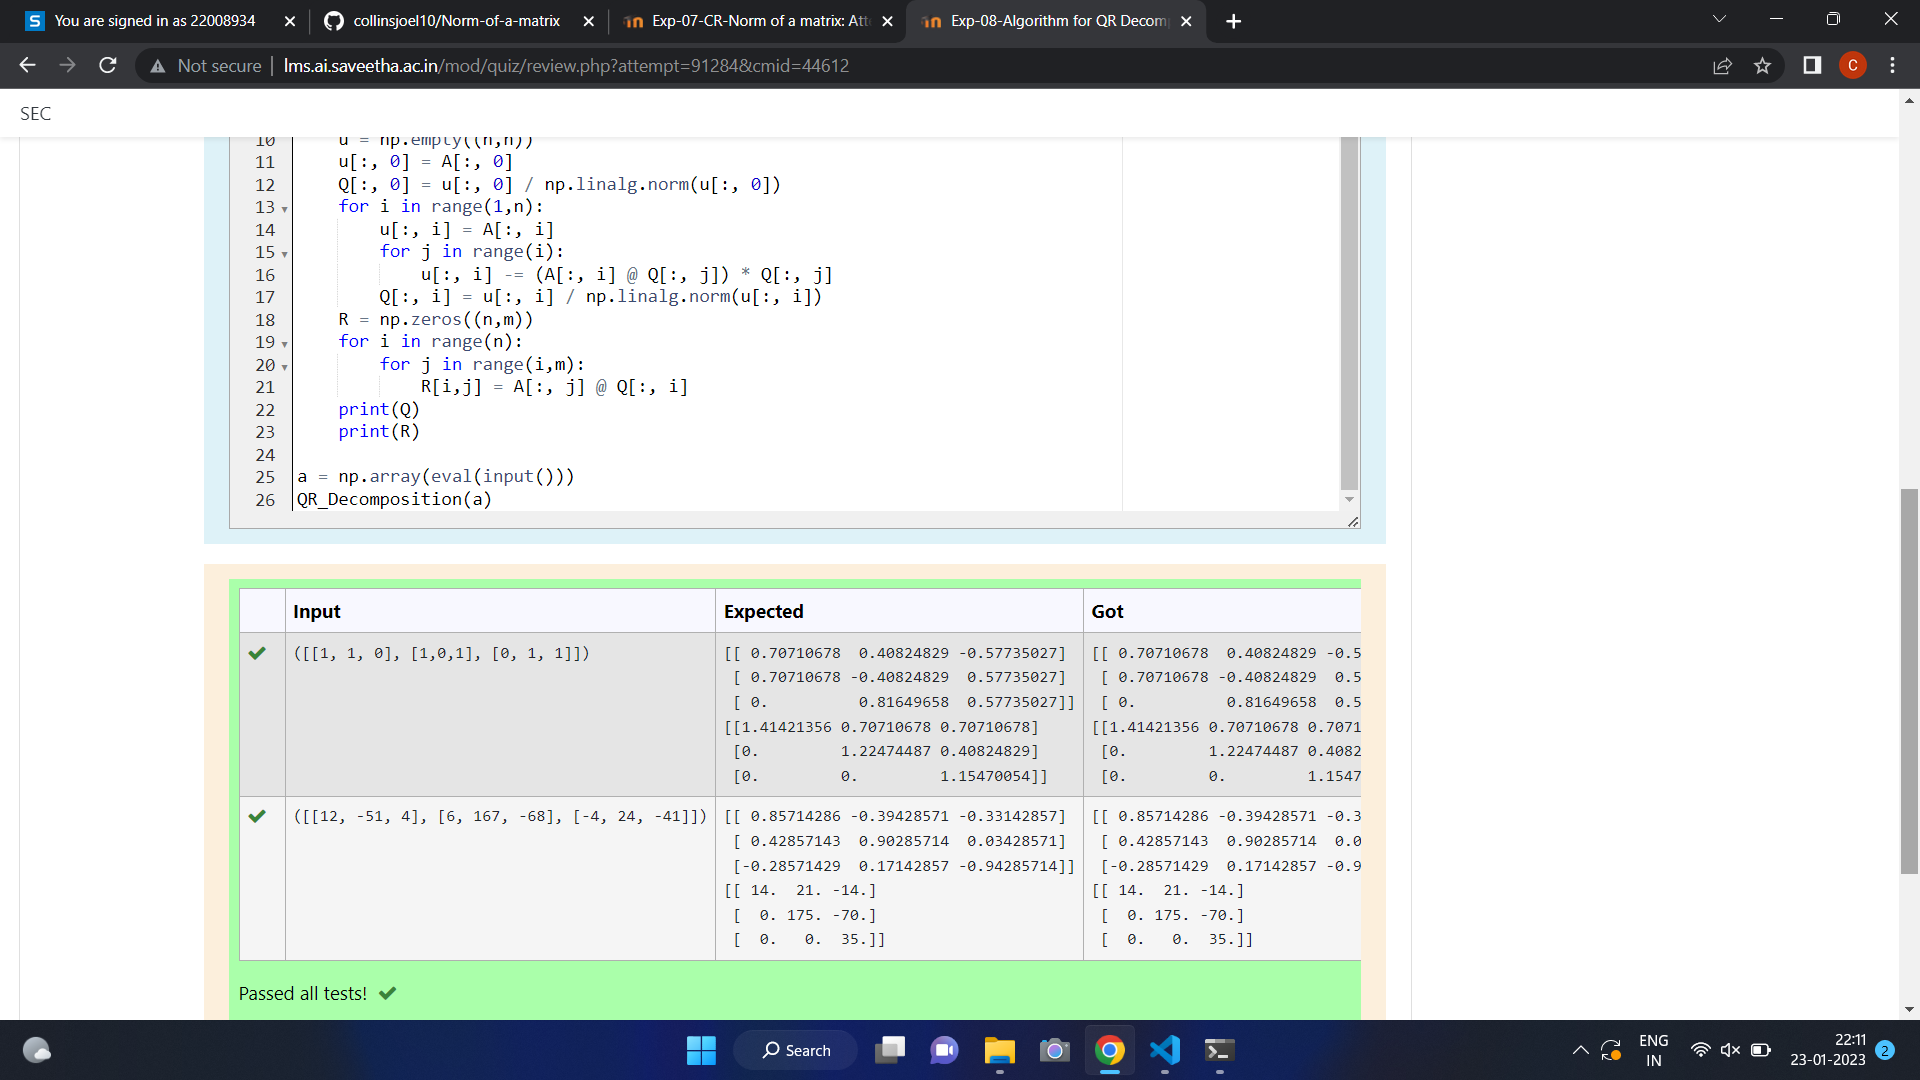 You are signed in as 22008934
collinsjoel10/Norm-of-a-matrix
Exp-07-CR-Norm of a matrix: Att
Exp-08-Algorithm for QR Decom
Not secure
lms.ai.saveetha.ac.in/mod/quiz/review.php?attempt=91284&cmid=44612
C
SEC
10 u = np.empty((n,n))
11 u[:, 0] = A[:, 0]
12 Q[:, 0] = u[:, 0] / np.linalg.norm(u[:, 0])
13 for i in range(1,n):
14 u[:, i] = A[:, i]
15 for j in range(i):
16 u[:, i] -= (A[:, i] @ Q[:, j]) * Q[:, j]
17 Q[:, i] = u[:, i] / np.linalg.norm(u[:, i])
18 R = np.zeros((n,m))
19 for i in range(n):
20 for j in range(i,m):
21 R[i,j] = A[:, j] @ Q[:, i]
22 print(Q)
23 print(R)
24
25 a = np.array(eval(input()))
26 QR_Decomposition(a)
Input Expected Got
([[1, 1, 0], [1,0,1], [0, 1, 1]])
[[ 0.70710678 0.40824829 -0.57735027]
[ 0.70710678 -0.40824829 0.57735027]
[ 0. 0.81649658 0.57735027]]
[[1.41421356 0.70710678 0.70710678]
[0. 1.22474487 0.40824829]
[0. 0. 1.15470054]]
[[ 0.70710678 0.40824829 -0.5
[ 0.70710678 -0.40824829 0.5
[ 0. 0.81649658 0.5
[[1.41421356 0.70710678 0.7071
[0. 1.22474487 0.4082
[0. 0. 1.1547
([[12, -51, 4], [6, 167, -68], [-4, 24, -41]])
[[ 0.85714286 -0.39428571 -0.33142857]
[ 0.42857143 0.90285714 0.03428571]
[-0.28571429 0.17142857 -0.94285714]]
[[ 14. 21. -14.]
[ 0. 175. -70.]
[ 0. 0. 35.]]
[[ 0.85714286 -0.39428571 -0.3
[ 0.42857143 0.90285714 0.0
[-0.28571429 0.17142857 -0.9
[[ 14. 21. -14.]
[ 0. 175. -70.]
[ 0. 0. 35.]]
Passed all tests!
Search
ENG
IN
22:11
23-01-2023
2